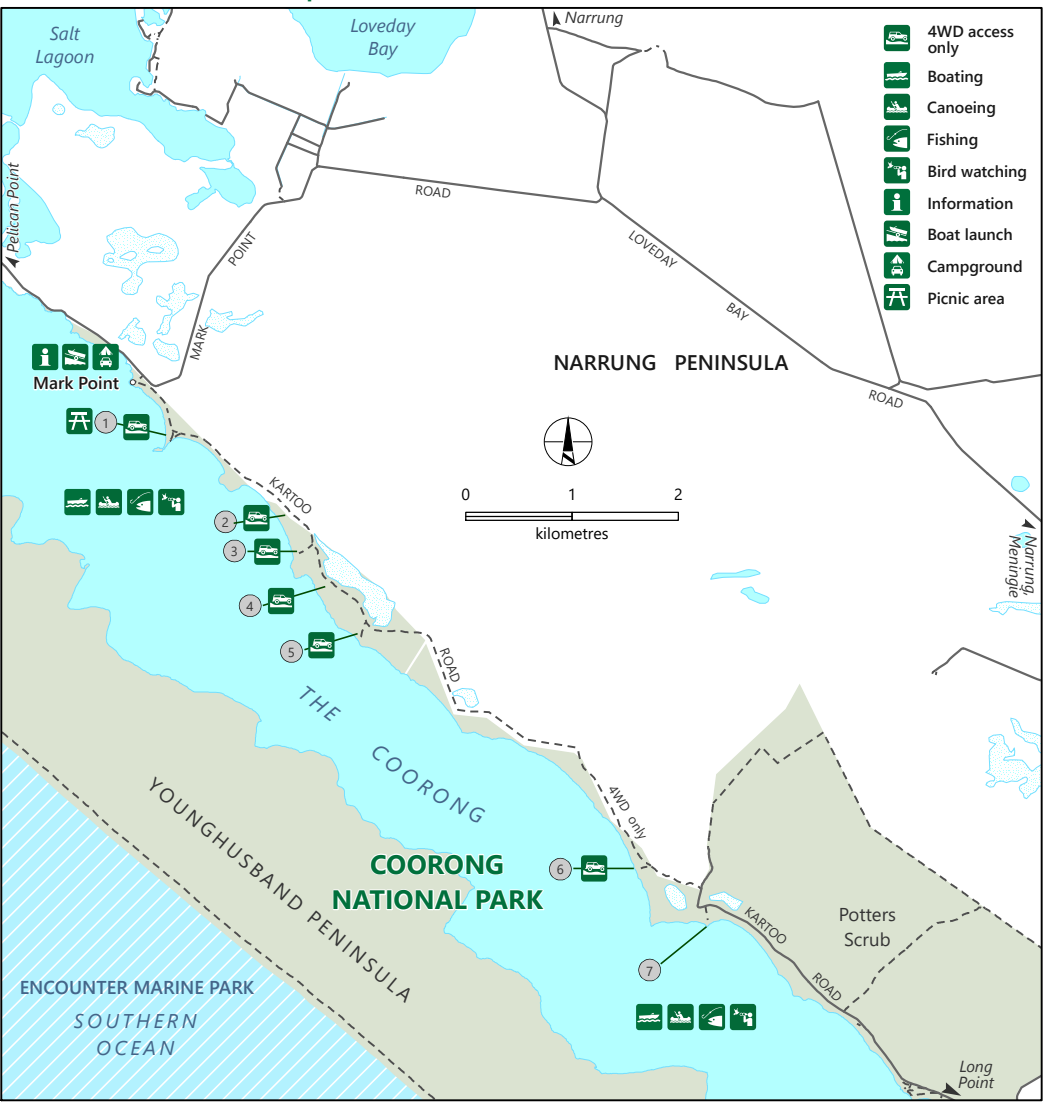 Salt
Lagoon
Loveday
Bay
Narrung
4WD access
only
Boating
Canoeing
Fishing
Bird watching
Information
Boat launch
Campground
Picnic area
Pelican Point
ROAD
POINT
MARK
LOVEDAY
BAY
ROAD
NARRUNG PENINSULA
Mark Point
1
0 1 2
kilometres
KARTOO
2
3
4
5
ROAD
Narrung,
Meningie
THE
COORONG
YOUNGHUSBAND PENINSULA
4WD only
COORONG
NATIONAL PARK
6
KARTOO
ROAD
Potters
Scrub
7
ENCOUNTER MARINE PARK
SOUTHERN
OCEAN
Long
Point